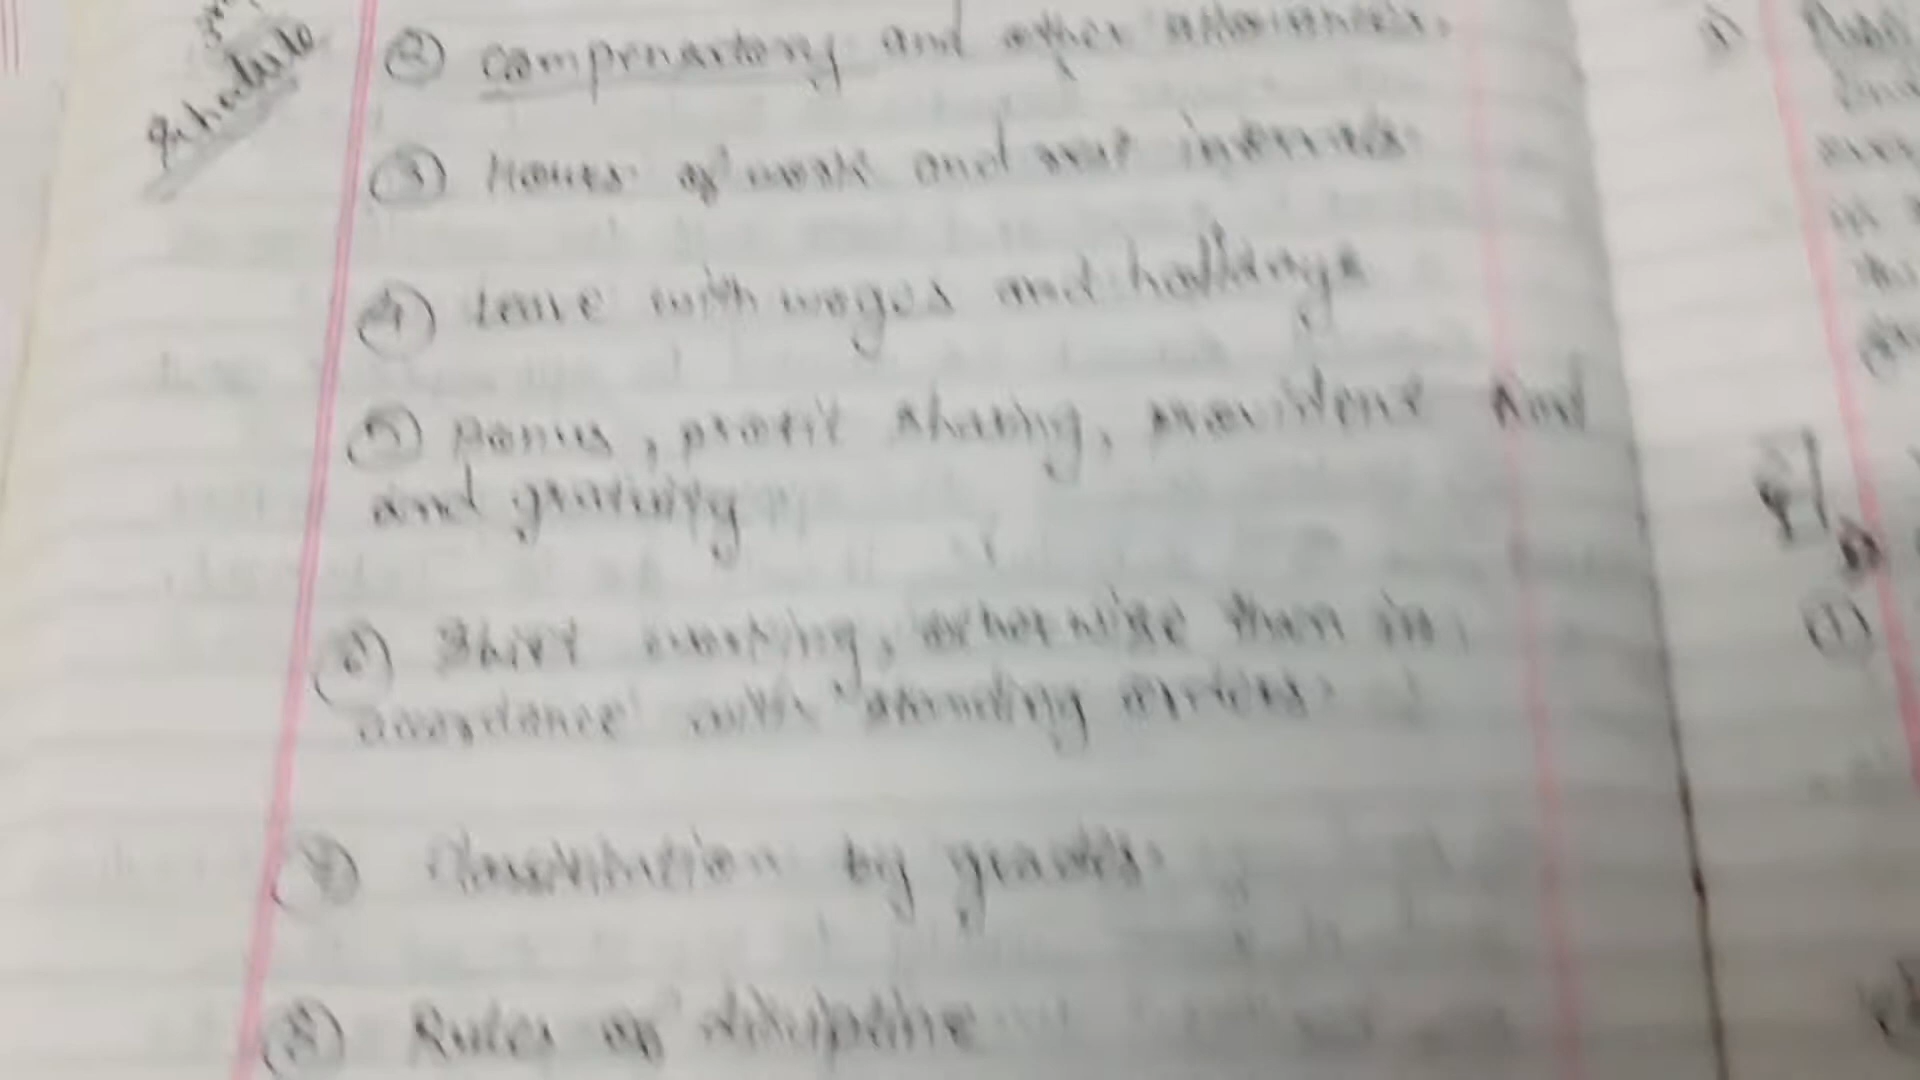 Schedule
② Compensatory and other allowances.
③ Hours of work and rest intervals.
④ Leave with wages and holidays
⑤ Bonus, profit sharing, provident fund
and gratuity
⑥ Shift working, otherwise than in
accordance with standing orders.
⑦ Classification by grades.
⑧ Rules of discipline